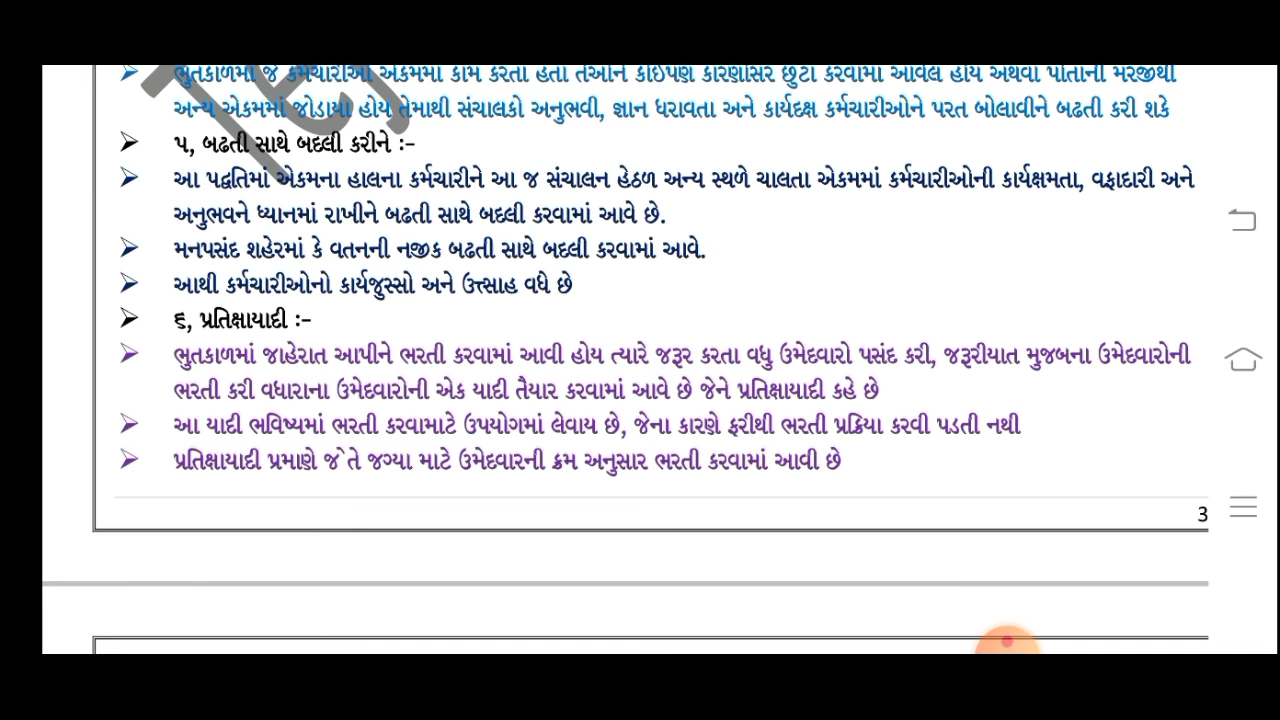 ભુતકાળમાં જે કર્મચારીઓ એકમમાં કામ કરતા હતા તેઓને કોઈપણ કારણોસર છુટા કરવામાં આવેલ હોય અથવા પોતાની મરજીથી
અન્ય એકમમાં જોડાયા હોય તેમાથી સંચાલકો અનુભવી, જ્ઞાન ધરાવતા અને કાર્યદક્ષ કર્મચારીઓને પરત બોલાવીને બઢતી કરી શકે
૫, બઢતી સાથે બદલી કરીને :-
આ પદ્વતિમાં એકમના હાલના કર્મચારીને આ જ સંચાલન હેઠળ અન્ય સ્થળે ચાલતા એકમમાં કર્મચારીઓની કાર્યક્ષમતા, વફાદારી અને
અનુભવને ધ્યાનમાં રાખીને બઢતી સાથે બદલી કરવામાં આવે છે.
મનપસંદ શહેરમાં કે વતનની નજીક બઢતી સાથે બદલી કરવામાં આવે.
આથી કર્મચારીઓનો કાર્યજુસ્સો અને ઉત્ત્સાહ વધે છે
૬, પ્રતિક્ષાયાદી :-
ભુતકાળમાં જાહેરાત આપીને ભરતી કરવામાં આવી હોય ત્યારે જરૂર કરતા વધુ ઉમેદવારો પસંદ કરી, જરૂરીયાત મુજબના ઉમેદવારોની
ભરતી કરી વધારાના ઉમેદવારોની એક યાદી તૈયાર કરવામાં આવે છે જેને પ્રતિક્ષાયાદી કહે છે
આ યાદી ભવિષ્યમાં ભરતી કરવામાટે ઉપયોગમાં લેવાય છે, જેના કારણે ફરીથી ભરતી પ્રક્રિયા કરવી પડતી નથી
પ્રતિક્ષાયાદી પ્રમાણે જે તે જગ્યા માટે ઉમેદવારની ક્રમ અનુસાર ભરતી કરવામાં આવી છે
3